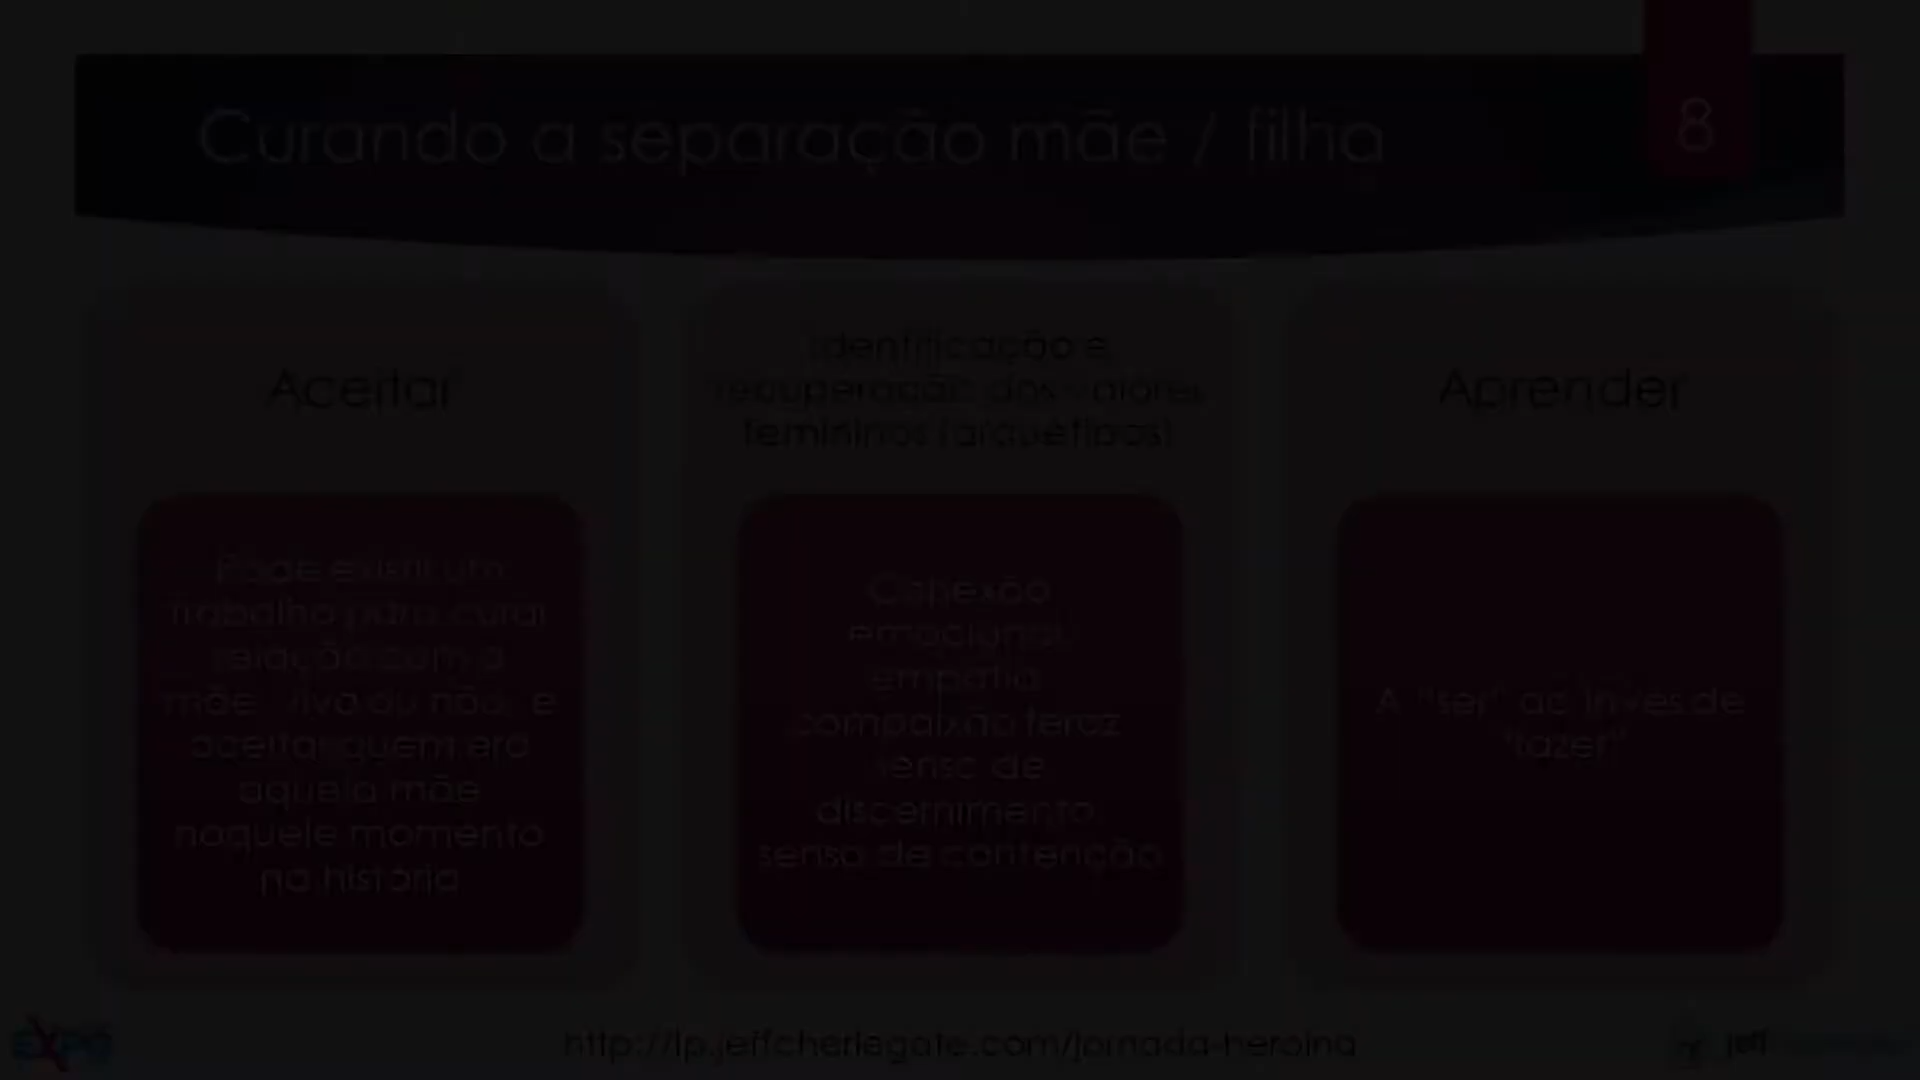 Curando a separação mãe / filha
8
Aceitar
Identificação e
recuperação dos valores
femininos (arquétipos)
Aprender
Pode existir um
trabalho para curar
relação com a
mãe viva ou não e
aceitar quem era
aquela mãe
naquele momento
na história
Conexão
emocional
empatia
compaixão feroz
senso de
discernimento
senso de contenção
A "ser" ao invés de
"fazer"
EXPO
http://lp.jeffcherlegate.com/jornada-heroina
jeff